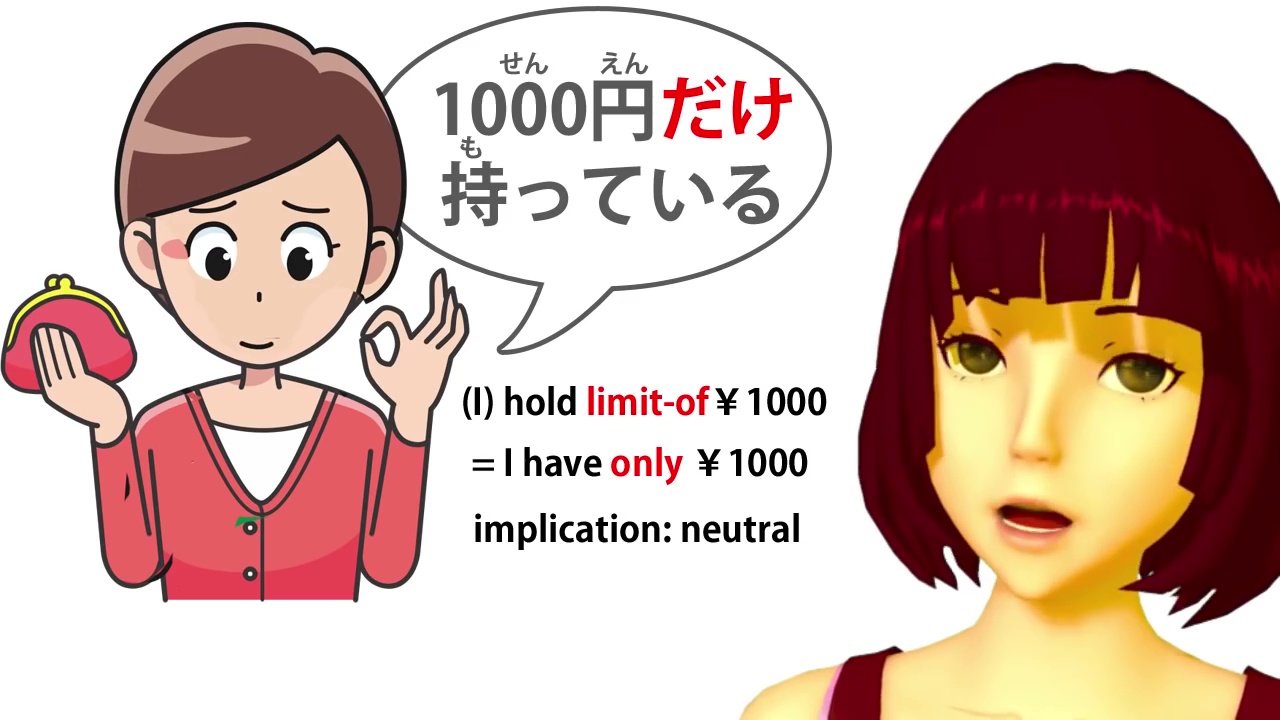 せん えん
1000円だけ
も
持っている
(I) hold limit-of ¥1000
= I have only ¥1000
implication: neutral